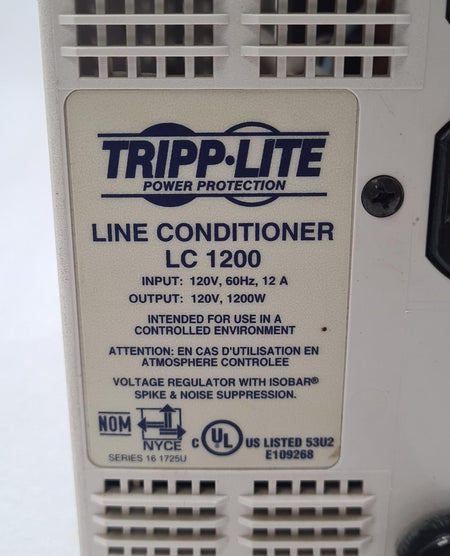 TRIPP·LITE
POWER PROTECTION
LINE CONDITIONER
LC 1200
INPUT: 120V, 60Hz, 12 A
OUTPUT: 120V, 1200W
INTENDED FOR USE IN A
CONTROLLED ENVIRONMENT
ATTENTION: EN CAS D'UTILISATION EN
ATMOSPHERE CONTROLEE
VOLTAGE REGULATOR WITH ISOBAR®
SPIKE & NOISE SUPPRESSION.
NOM
NYCE
C UL US LISTED 53U2
E109268
SERIES 16 1725U